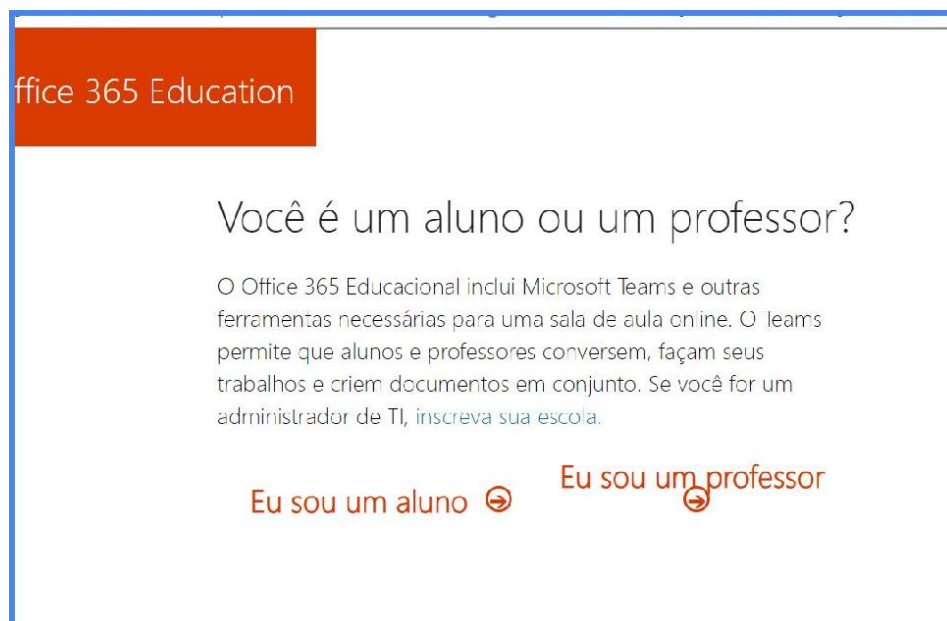 ffice 365 Education
Você é um aluno ou um professor?
O Office 365 Educacional inclui Microsoft Teams e outras
ferramentas necessárias para uma sala de aula online. O Teams
permite que alunos e professores conversem, façam seus
trabalhos e criem documentos em conjunto. Se você for um
administrador de TI, inscreva sua escola.
Eu sou um aluno
Eu sou um professor